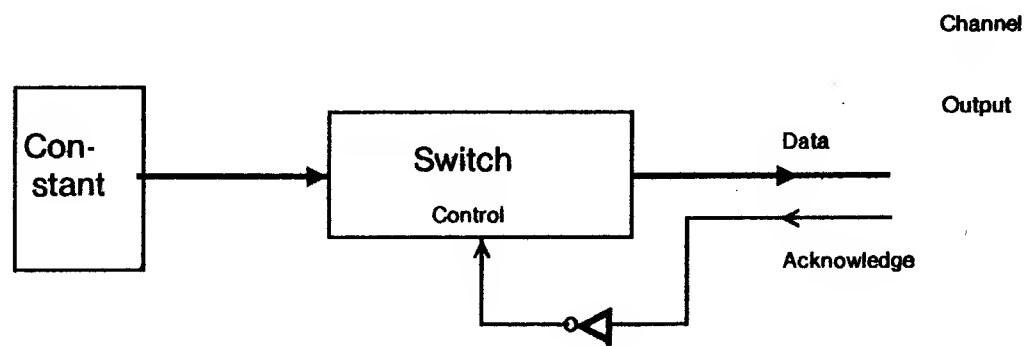 Channel
Output
Con-
stant
Switch
Control
Data
Acknowledge